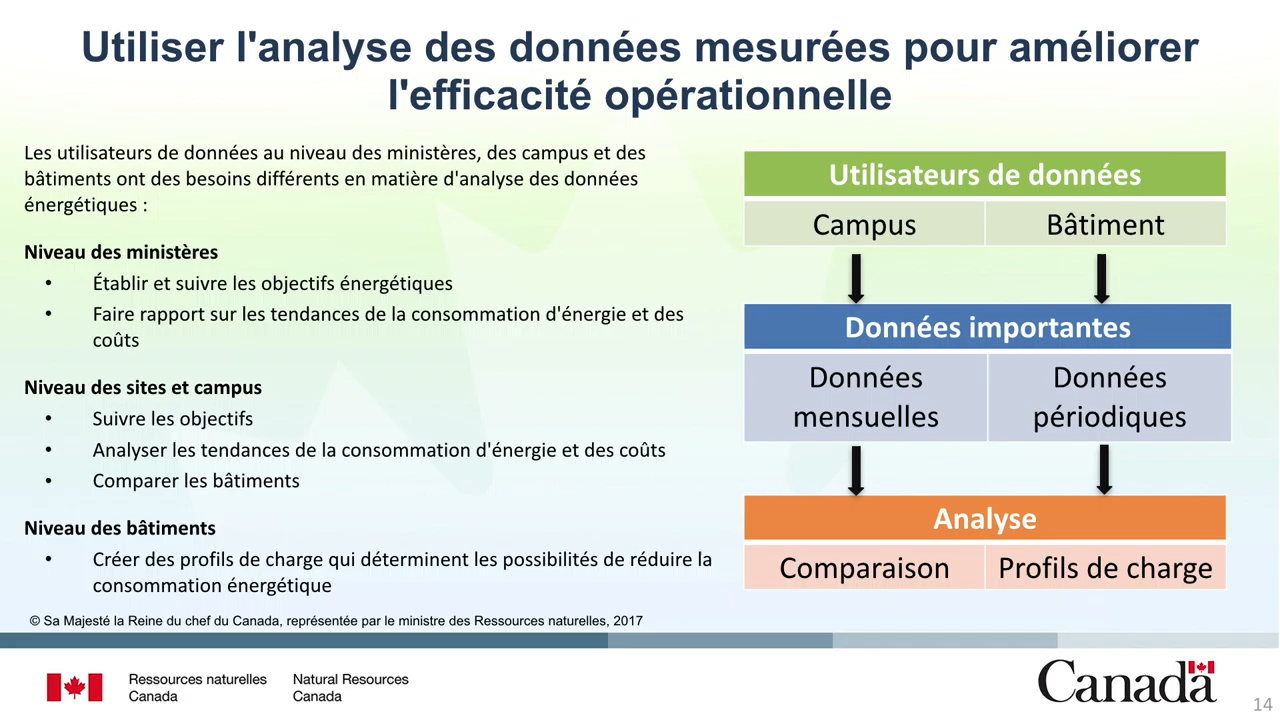 Utiliser l'analyse des données mesurées pour améliorer
l'efficacité opérationnelle
Les utilisateurs de données au niveau des ministères, des campus et des
bâtiments ont des besoins différents en matière d'analyse des données
énergétiques :
Niveau des ministères
• Établir et suivre les objectifs énergétiques
• Faire rapport sur les tendances de la consommation d'énergie et des
coûts
Niveau des sites et campus
• Suivre les objectifs
• Analyser les tendances de la consommation d'énergie et des coûts
• Comparer les bâtiments
Niveau des bâtiments
• Créer des profils de charge qui déterminent les possibilités de réduire la
consommation énergétique
Utilisateurs de données
Campus
Bâtiment
Données importantes
Données
mensuelles
Données
périodiques
Analyse
Comparaison
Profils de charge
© Sa Majesté la Reine du chef du Canada, représentée par le ministre des Ressources naturelles, 2017
Ressources naturelles
Canada
Natural Resources
Canada
Canada
14